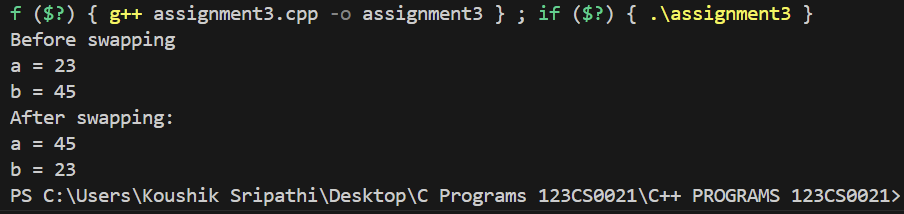 f ($?) { g++ assignment3.cpp -o assignment3 } ; if ($?) { .\assignment3 }
Before swapping
a = 23
b = 45
After swapping:
a = 45
b = 23
PS C:\Users\Koushik Sripathi\Desktop\C Programs 123CS0021\C++ PROGRAMS 123CS0021>